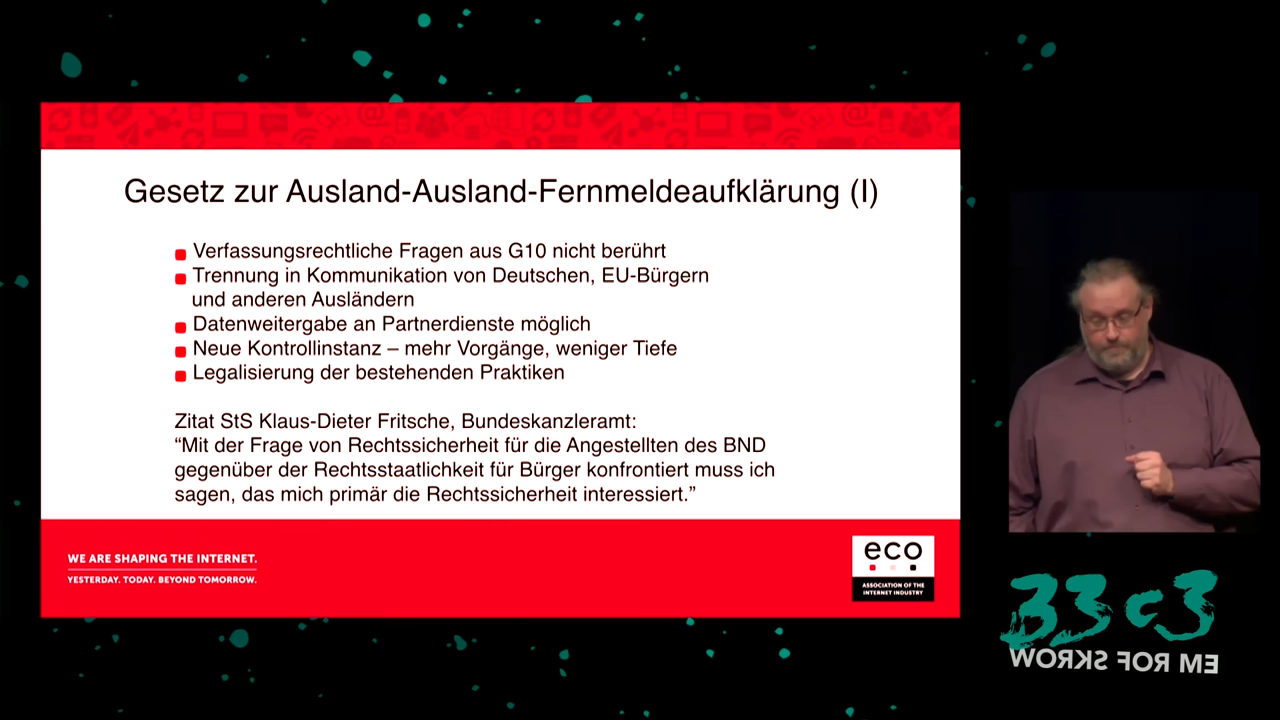 Gesetz zur Ausland-Ausland-Fernmeldeaufklärung (I)
Verfassungsrechtliche Fragen aus G10 nicht berührt
Trennung in Kommunikation von Deutschen, EU-Bürgern
und anderen Ausländern
Datenweitergabe an Partnerdienste möglich
Neue Kontrollinstanz – mehr Vorgänge, weniger Tiefe
Legalisierung der bestehenden Praktiken
Zitat StS Klaus-Dieter Fritsche, Bundeskanzleramt:
“Mit der Frage von Rechtssicherheit für die Angestellten des BND
gegenüber der Rechtsstaatlichkeit für Bürger konfrontiert muss ich
sagen, das mich primär die Rechtssicherheit interessiert.”
WE ARE SHAPING THE INTERNET.
YESTERDAY. TODAY. BEYOND TOMORROW.
eco
ASSOCIATION OF THE
INTERNET INDUSTRY
33c3
WORKS FOR ME